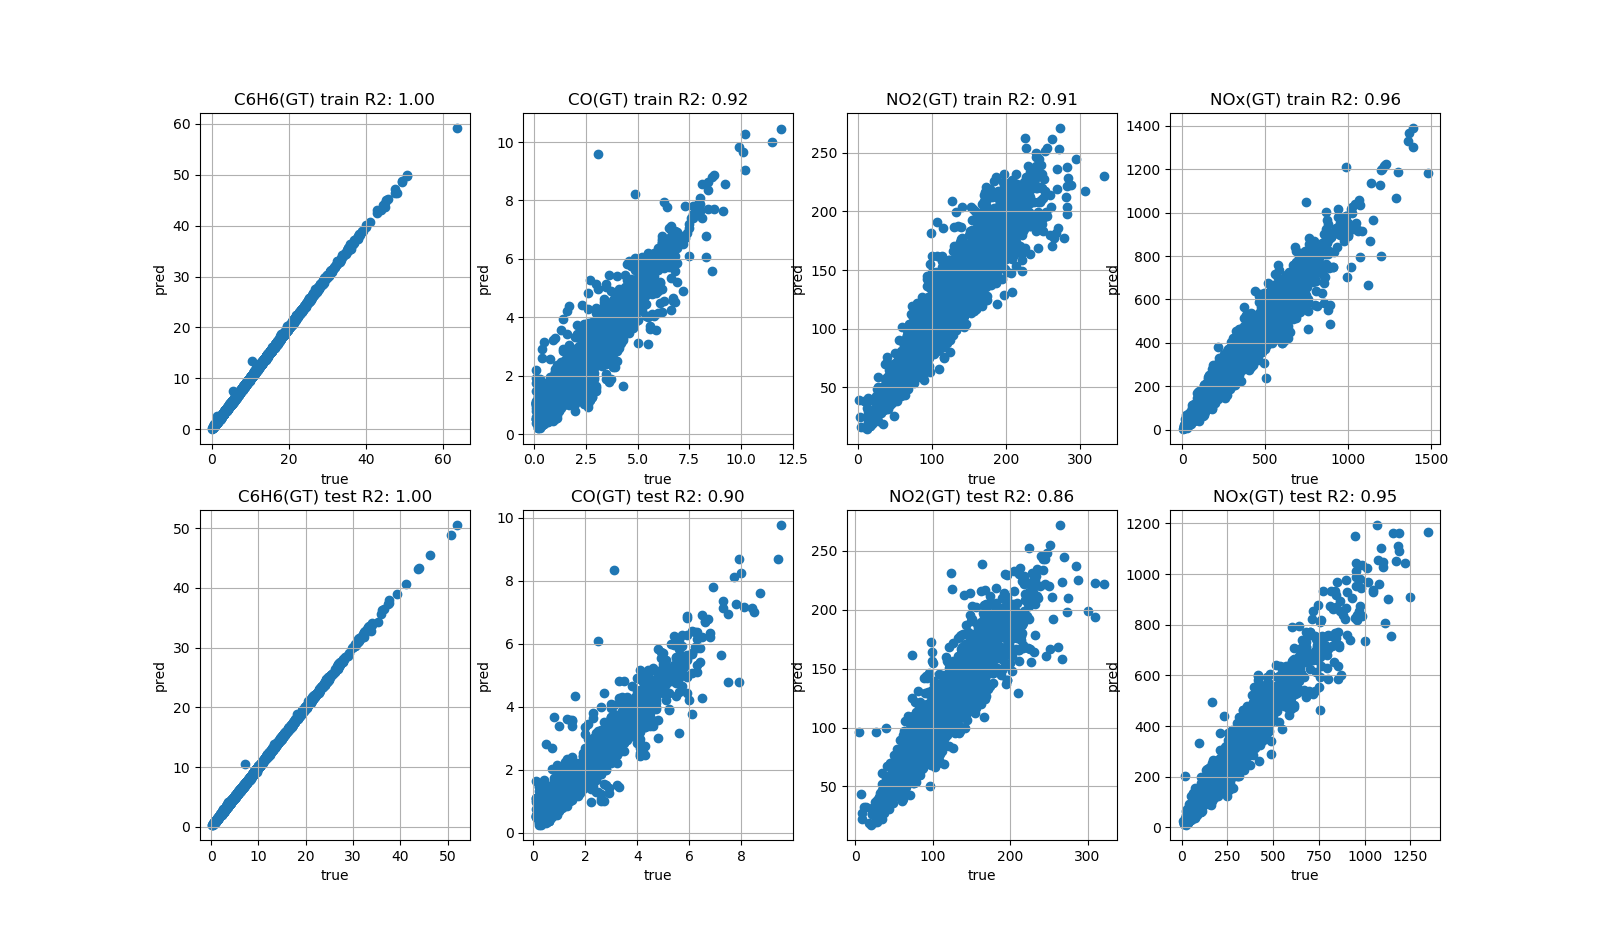 C6H6(GT) train R2: 1.00
60
50
40
30
20
10
0
pred
0 20 40 60
true
CO(GT) train R2: 0.92
10
8
6
4
2
0
pred
0.0 2.5 5.0 7.5 10.0 12.5
true
NO2(GT) train R2: 0.91
250
200
150
100
50
pred
0 100 200 300
true
NOx(GT) train R2: 0.96
1400
1200
1000
800
600
400
200
0
pred
0 500 1000 1500
true
C6H6(GT) test R2: 1.00
50
40
30
20
10
0
pred
0 10 20 30 40 50
true
CO(GT) test R2: 0.90
10
8
6
4
2
0
pred
0 2 4 6 8
true
NO2(GT) test R2: 0.86
250
200
150
100
50
pred
0 100 200 300
true
NOx(GT) test R2: 0.95
1200
1000
800
600
400
200
0
pred
0 250 500 750 1000 1250
true